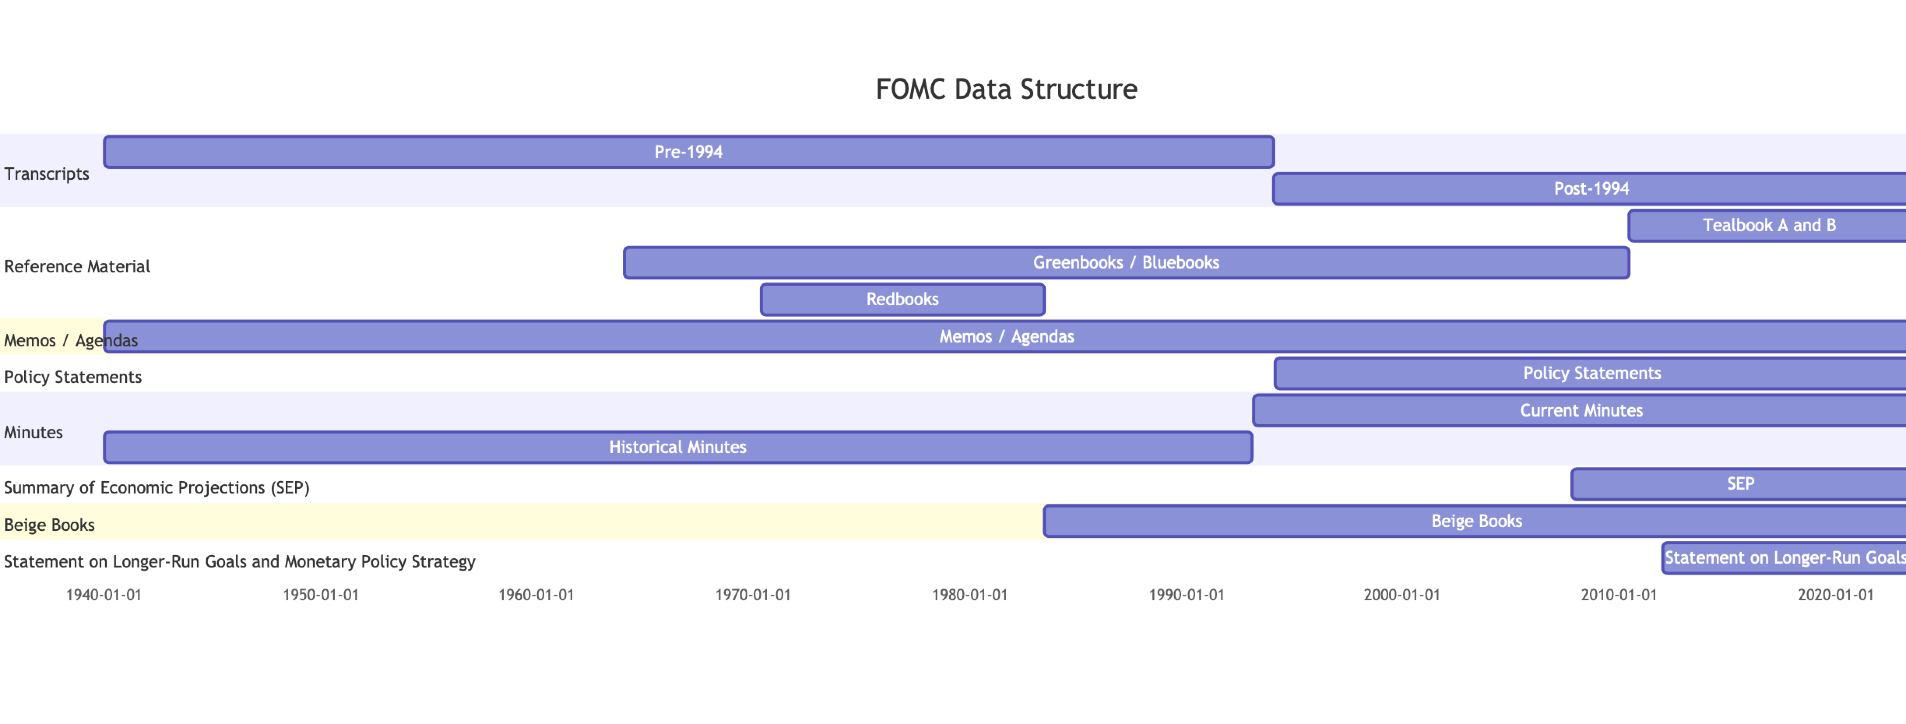 FOMC Data Structure
Pre-1994
Transcripts
Post-1994
Tealbook A and B
Reference Material
Greenbooks / Bluebooks
Redbooks
Memos / Agendas
Memos / Agendas
Policy Statements
Policy Statements
Current Minutes
Minutes
Historical Minutes
Summary of Economic Projections (SEP)
SEP
Beige Books
Beige Books
Statement on Longer-Run Goals and Monetary Policy Strategy
Statement on Longer-Run Goals
1940-01-01
1950-01-01
1960-01-01
1970-01-01
1980-01-01
1990-01-01
2000-01-01
2010-01-01
2020-01-01